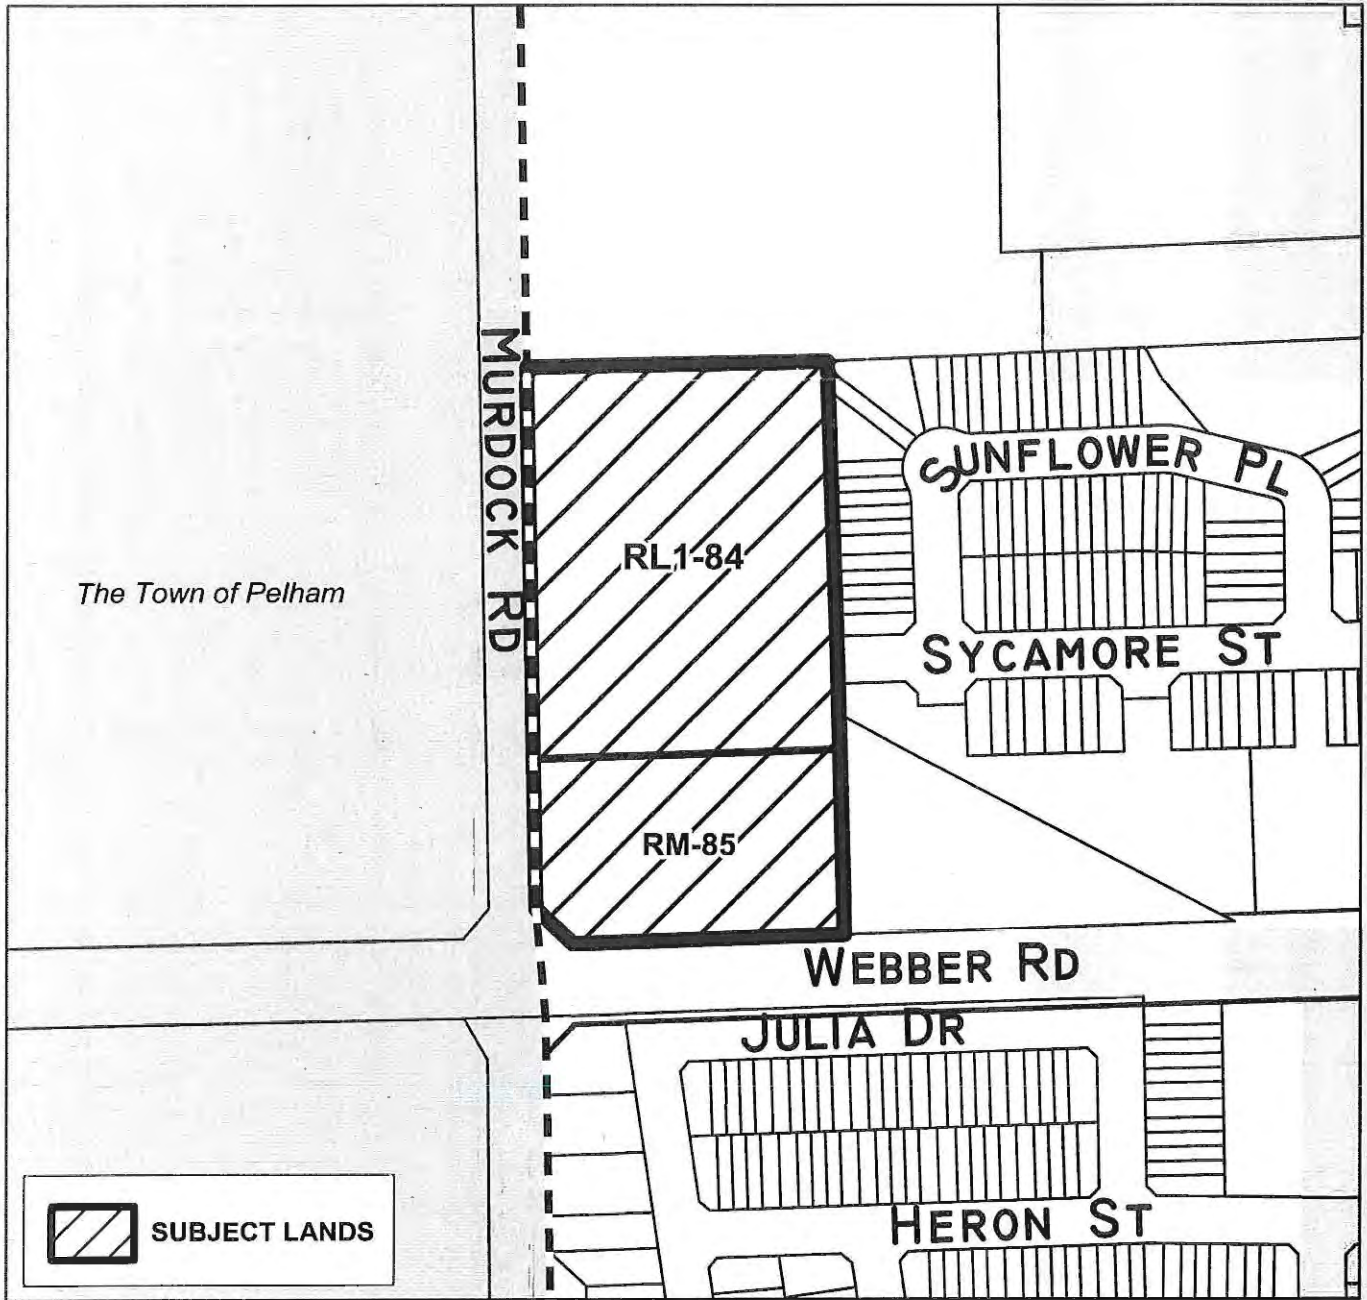 MURDOCK RD
SUNFLOWER PL
RL1-84
The Town of Pelham
SYCAMORE ST
RM-85
WEBBER RD
JULIA DR
HERON ST
SUBJECT LANDS